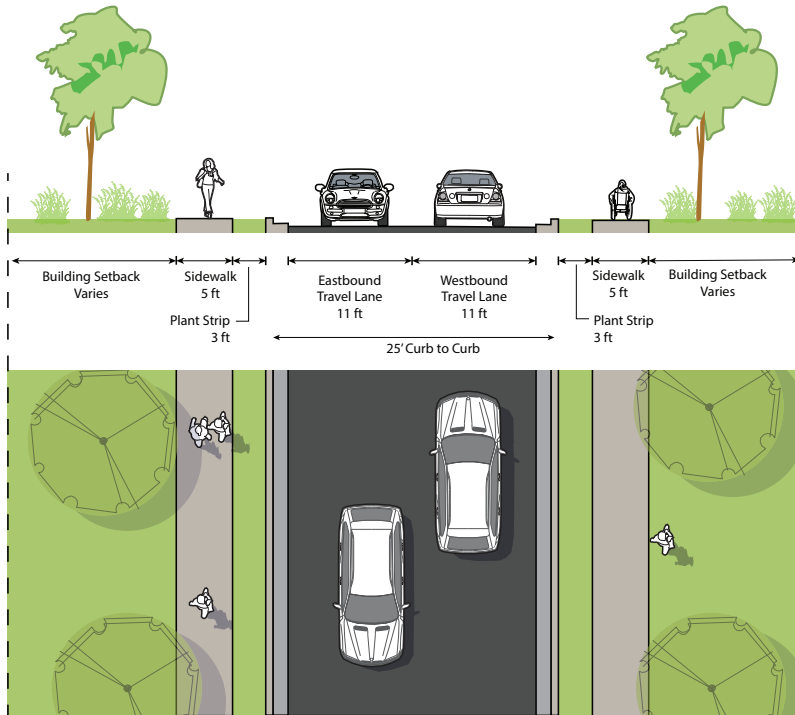 Building Setback
Varies
Sidewalk
5 ft
Plant Strip
3 ft
Eastbound
Travel Lane
11 ft
Westbound
Travel Lane
11 ft
25' Curb to Curb
Sidewalk
5 ft
Plant Strip
3 ft
Building Setback
Varies